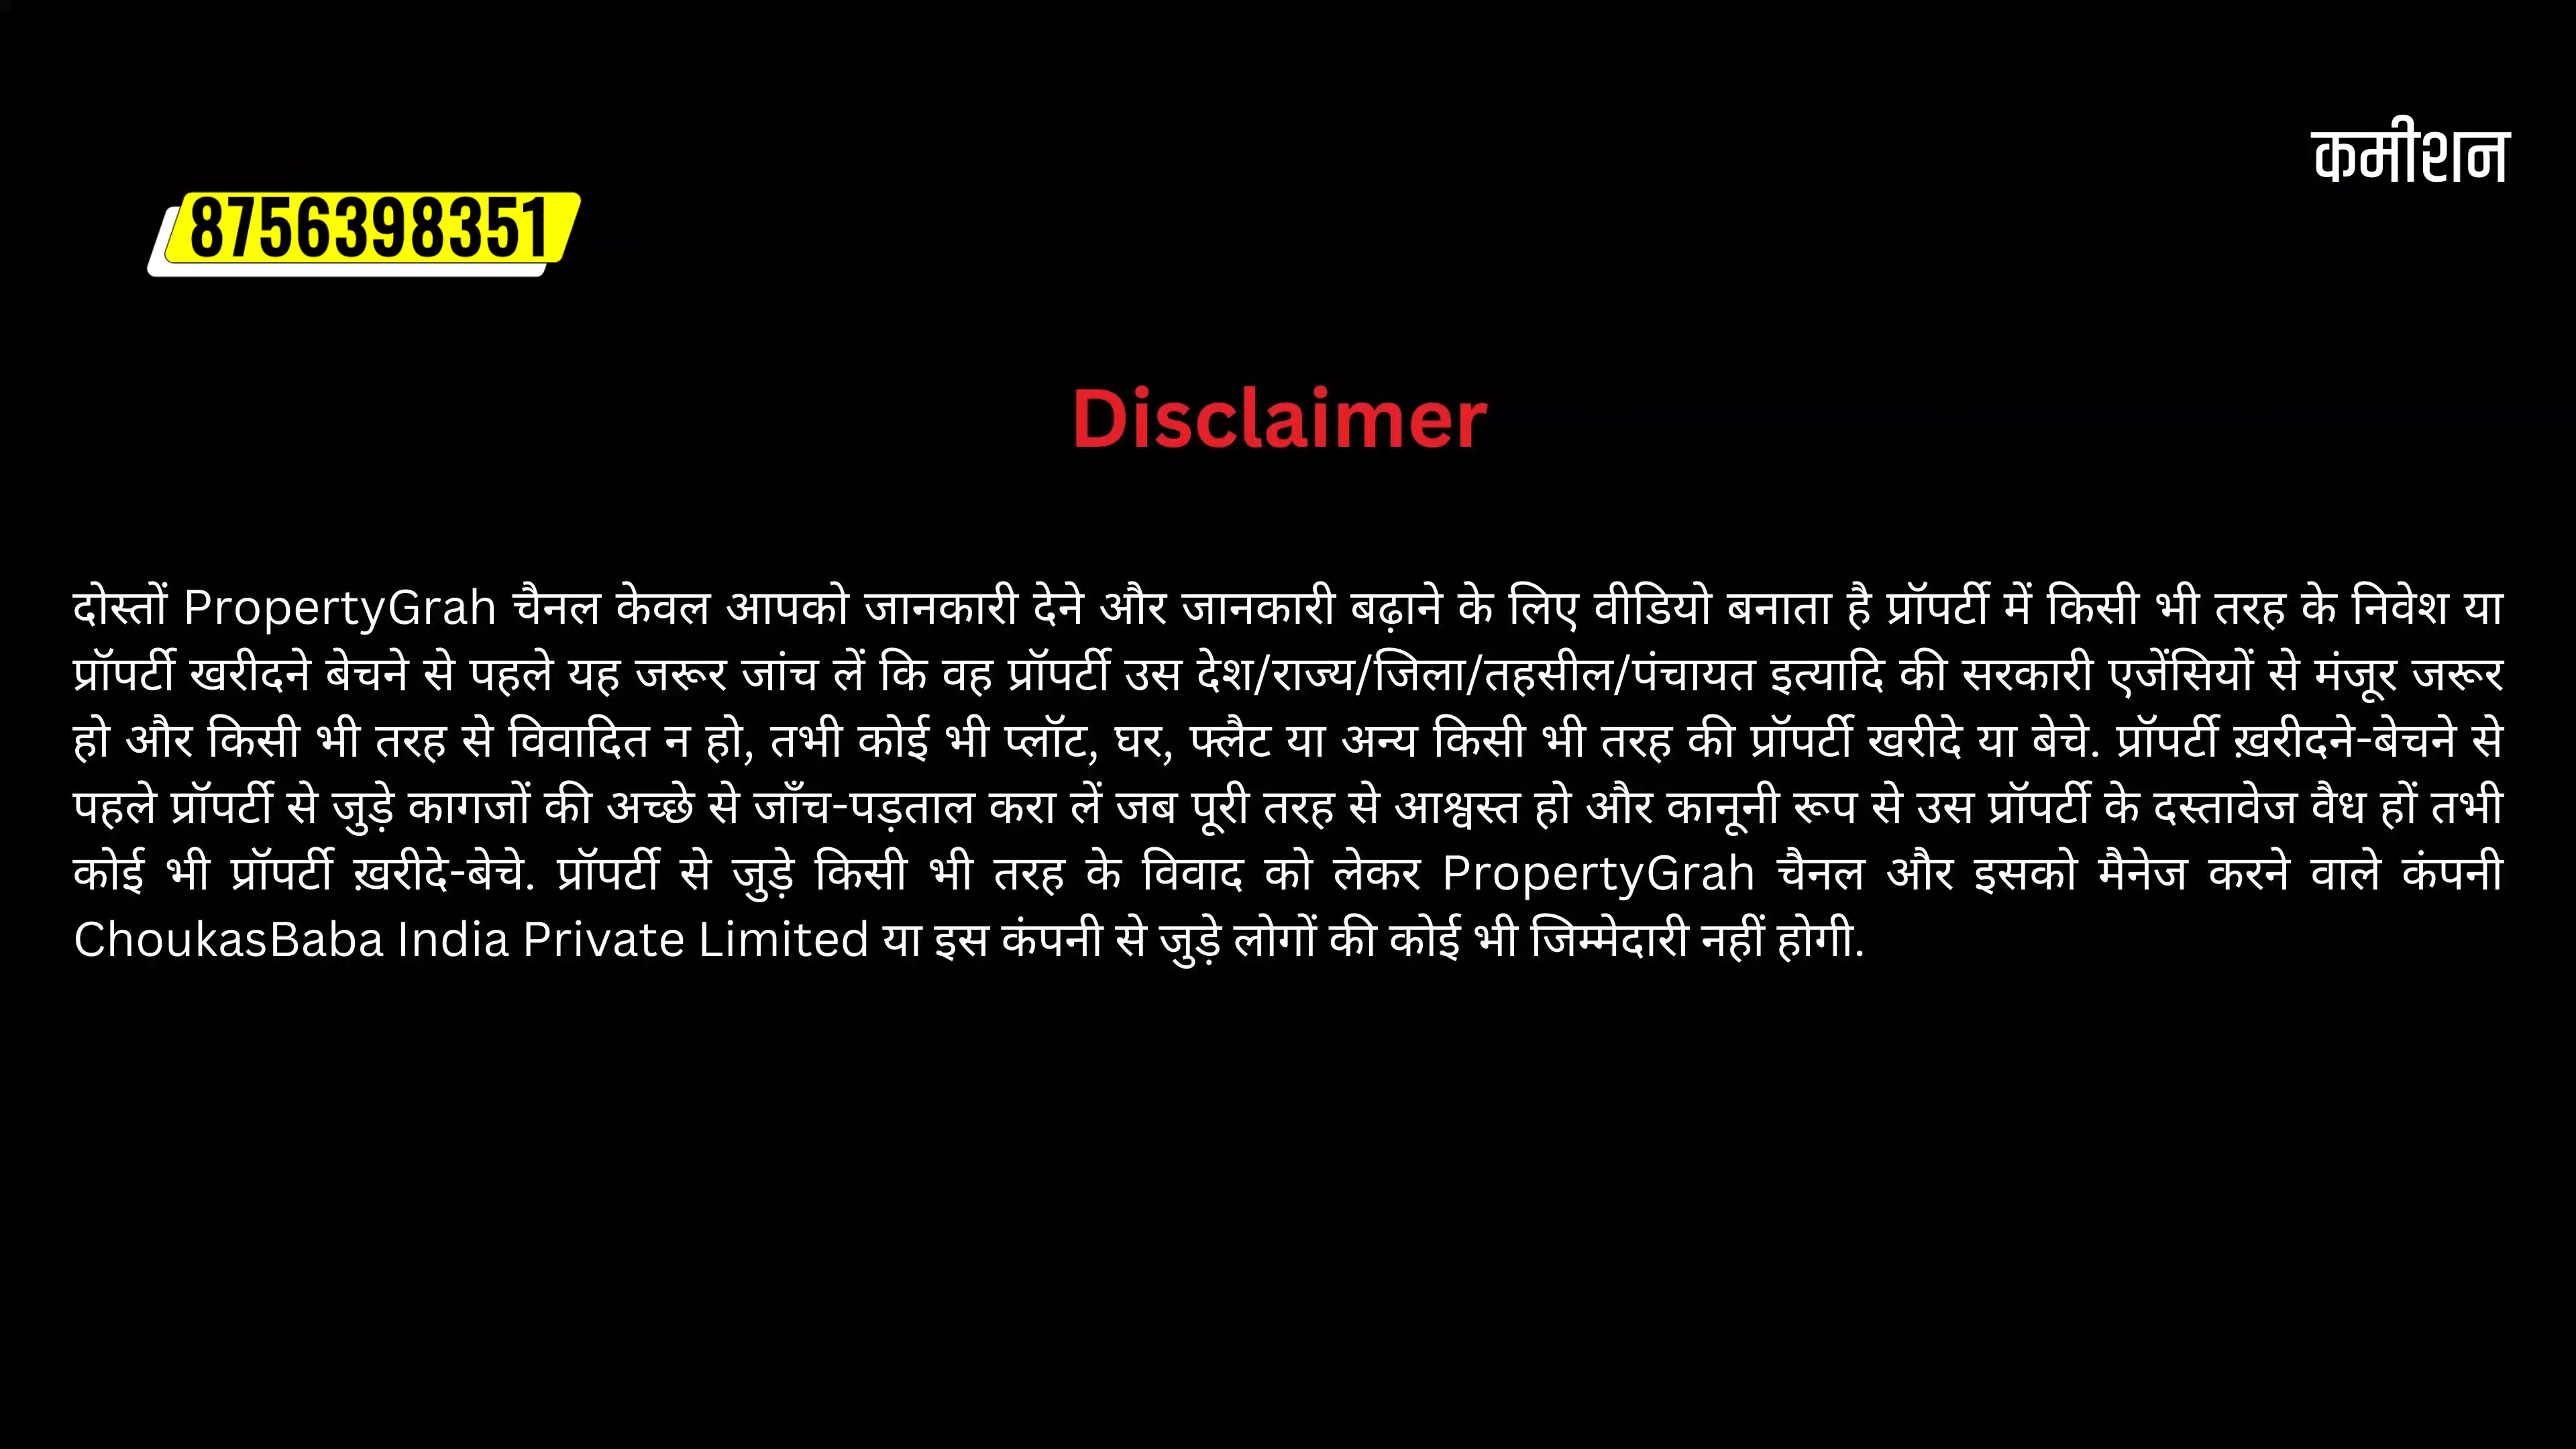 कमीशन
8756398351
Disclaimer
दोस्तों PropertyGrah चैनल केवल आपको जानकारी देने और जानकारी बढ़ाने के लिए वीडियो बनाता है प्रॉपर्टी में किसी भी तरह के निवेश या
प्रॉपर्टी खरीदने बेचने से पहले यह जरूर जांच लें कि वह प्रॉपर्टी उस देश/राज्य/जिला/तहसील/पंचायत इत्यादि की सरकारी एजेंसियों से मंजूर जरूर
हो और किसी भी तरह से विवादित न हो, तभी कोई भी प्लॉट, घर, फ्लैट या अन्य किसी भी तरह की प्रॉपर्टी खरीदे या बेचे. प्रॉपर्टी ख़रीदने-बेचने से
पहले प्रॉपर्टी से जुड़े कागजों की अच्छे से जाँच-पड़ताल करा लें जब पूरी तरह से आश्वस्त हो और कानूनी रूप से उस प्रॉपर्टी के दस्तावेज वैध हों तभी
कोई भी प्रॉपर्टी ख़रीदे-बेचे. प्रॉपर्टी से जुड़े किसी भी तरह के विवाद को लेकर PropertyGrah चैनल और इसको मैनेज करने वाले कंपनी
ChoukasBaba India Private Limited या इस कंपनी से जुड़े लोगों की कोई भी जिम्मेदारी नहीं होगी.